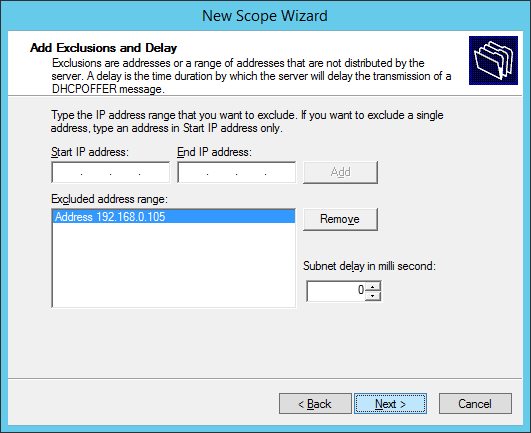 New Scope Wizard
Add Exclusions and Delay
Exclusions are addresses or a range of addresses that are not distributed by the
server. A delay is the time duration by which the server will delay the transmission of a
DHCPOFFER message.
Type the IP address range that you want to exclude. If you want to exclude a single
address, type an address in Start IP address only.
Start IP address: End IP address:
. . . . . . Add
Excluded address range:
Address 192.168.0.105 Remove
Subnet delay in milli second:
0
< Back Next > Cancel